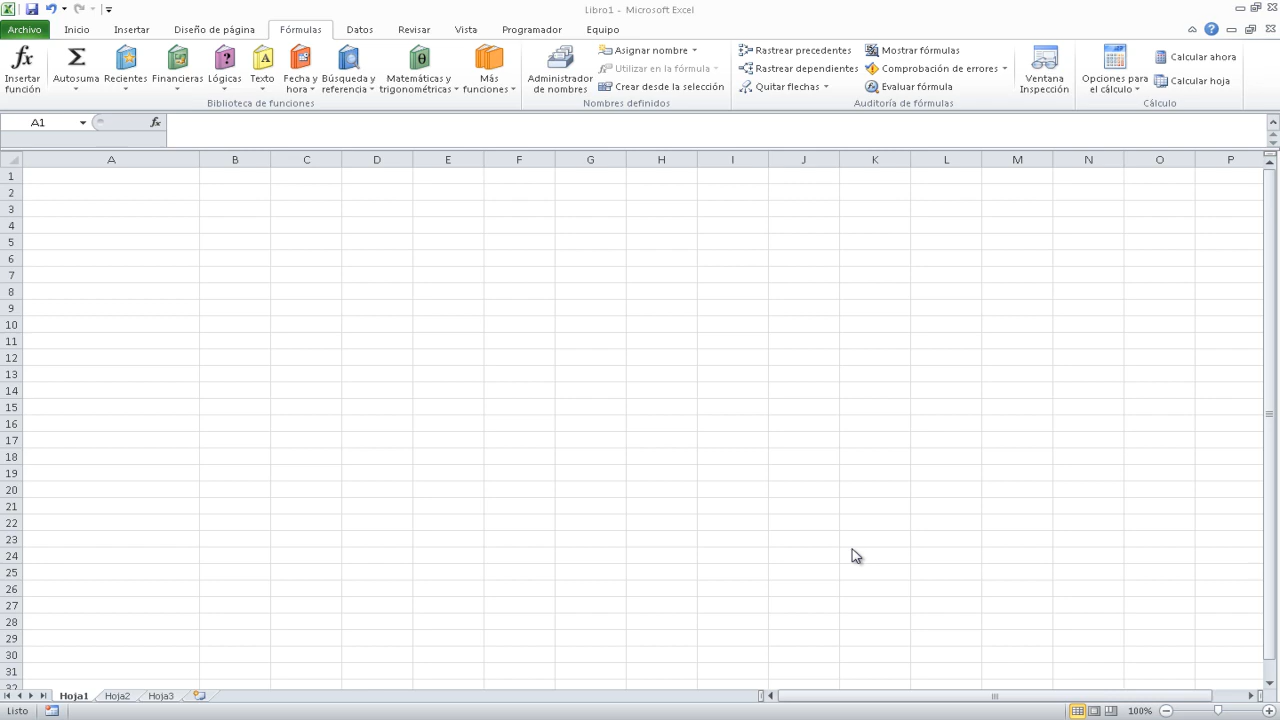 Libro1 - Microsoft Excel
Archivo Inicio Insertar Diseño de página Fórmulas Datos Revisar Vista Programador Equipo
Insertar función
Autosuma
Recientes
Financieras
Lógicas
Texto
Fecha y hora
Búsqueda y referencia
Matemáticas y trigonométricas
Más funciones
Biblioteca de funciones
Administrador de nombres
Asignar nombre
Utilizar en la fórmula
Crear desde la selección
Nombres definidos
Rastrear precedentes
Rastrear dependientes
Quitar flechas
Mostrar fórmulas
Comprobación de errores
Evaluar fórmula
Auditoría de fórmulas
Ventana Inspección
Opciones para el cálculo
Calcular ahora
Calcular hoja
Cálculo
A1 fx
A B C D E F G H I J K L M N O P
1
2
3
4
5
6
7
8
9
10
11
12
13
14
15
16
17
18
19
20
21
22
23
24
25
26
27
28
29
30
31
32
Hoja1 Hoja2 Hoja3
Listo 100%